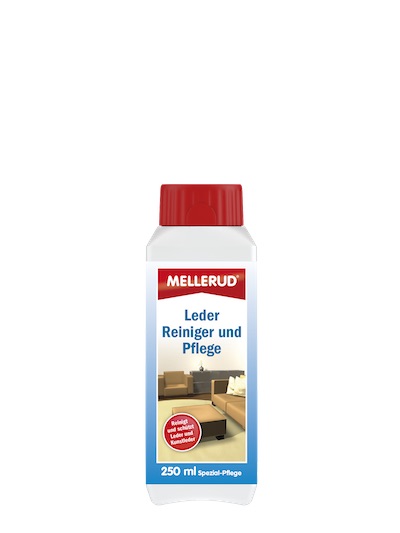 MELLERUD®
Leder
Reiniger und
Pflege
Reinigt
und schützt
Leder und
Kunstleder
250 ml Spezial-Pflege